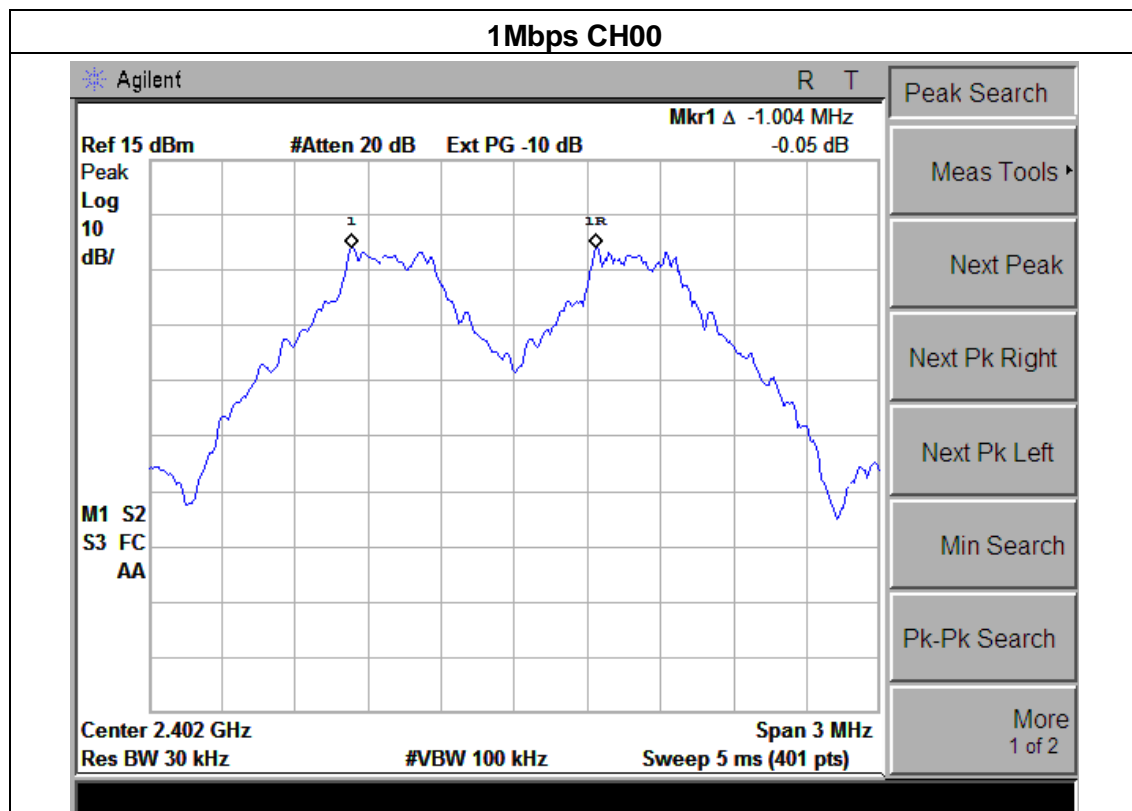 1Mbps CH00
Agilent R T
Peak Search
Mkr1 Δ -1.004 MHz
Ref 15 dBm #Atten 20 dB Ext PG -10 dB -0.05 dB
Peak
Log
10
dB/
1 1R
Meas Tools
Next Peak
Next Pk Right
Next Pk Left
M1 S2
S3 FC
AA
Min Search
Pk-Pk Search
Center 2.402 GHz Span 3 MHz
Res BW 30 kHz #VBW 100 kHz Sweep 5 ms (401 pts)
More
1 of 2